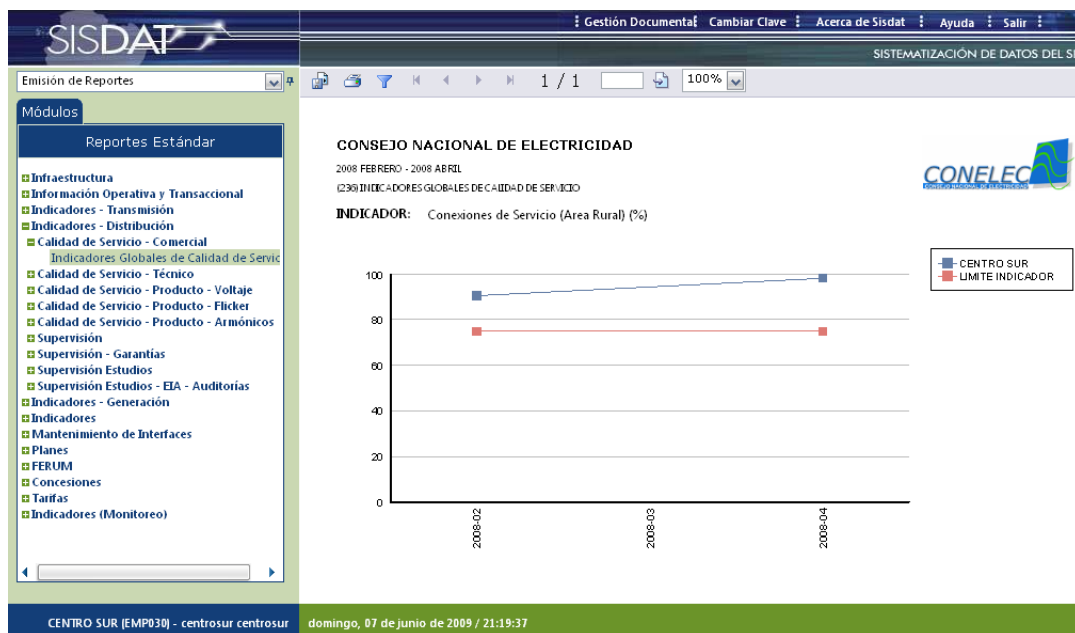 SISDAT
Gestión Documental Cambiar Clave Acerca de Sisdat Ayuda Salir
SISTEMATIZACIÓN DE DATOS DEL
Emisión de Reportes
1 / 1
100%
Módulos
Reportes Estándar
Infraestructura
Información Operativa y Transaccional
Indicadores - Transmisión
Indicadores - Distribución
Calidad de Servicio - Comercial
Indicadores Globales de Calidad de Servic
Calidad de Servicio - Técnico
Calidad de Servicio - Producto - Voltaje
Calidad de Servicio - Producto - Flicker
Calidad de Servicio - Producto - Armónicos
Supervisión
Supervisión - Garantías
Supervisión Estudios
Supervisión Estudios - EIA - Auditorías
Indicadores - Generación
Indicadores
Mantenimiento de Interfaces
Planes
FERUM
Concesiones
Tarifas
Indicadores (Monitoreo)
CONSEJO NACIONAL DE ELECTRICIDAD
2008 FEBRERO - 2008 ABRIL
(236) INDICADORES GLOBALES DE CALIDAD DE SERVICIO
INDICADOR: Conexiones de Servicio (Area Rural) (%)
CONELEC
CONSEJO NACIONAL DE ELECTRICIDAD
CENTRO SUR
LIMITE INDICADOR
100
80
60
40
20
0
2008-02
2008-03
2008-04
CENTRO SUR (EMP030) - centrosur centrosur
domingo, 07 de junio de 2009 / 21:19:37